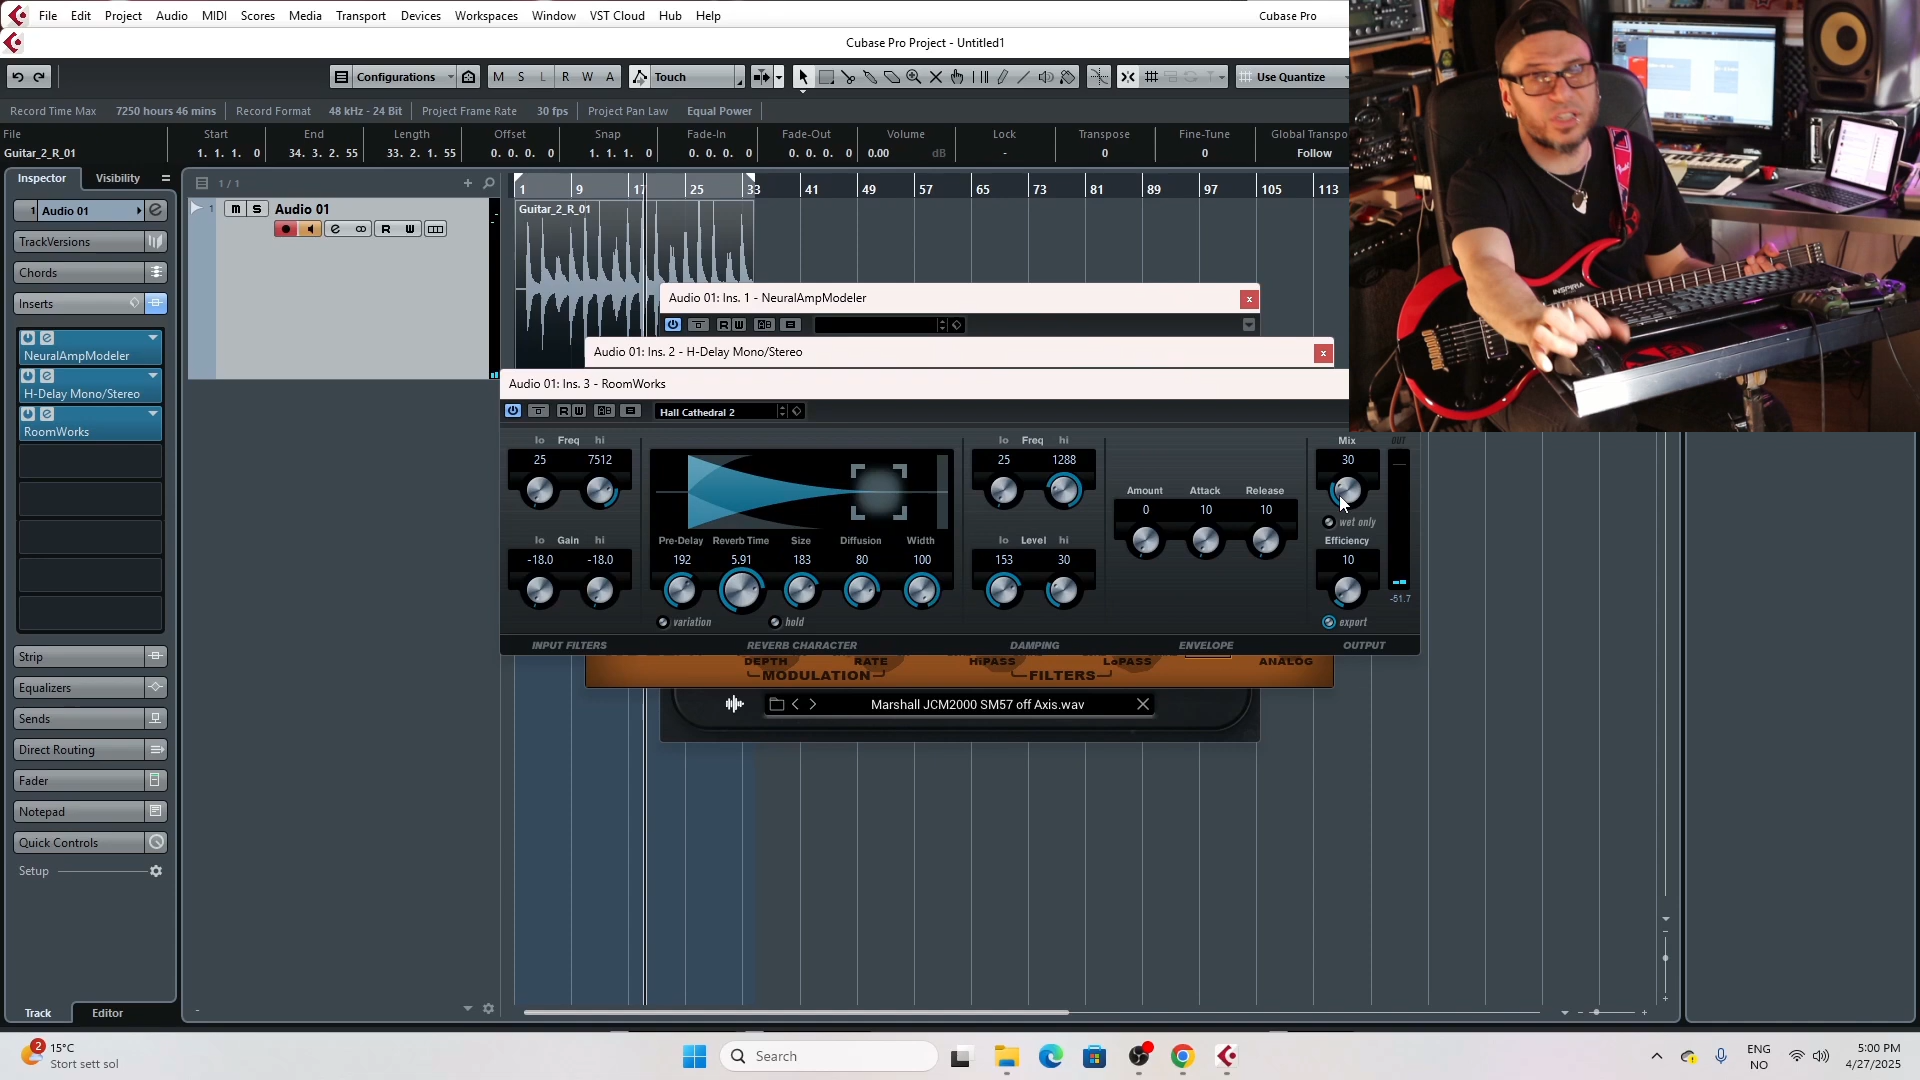 File Edit Project Audio MIDI Scores Media Transport Devices Workspaces Window VST Cloud Hub Help Cubase Pro
Cubase Pro Project - Untitled1
Configurations M S L R W A Touch Use Quantize
Record Time Max 7250 hours 46 mins Record Format 48 kHz - 24 Bit Project Frame Rate 30 fps Project Pan Law Equal Power
File Start End Length Offset Snap Fade-In Fade-Out Volume Lock Transpose Fine-Tune Global Transpo
Guitar_2_R_01 1. 1. 1. 0 34. 3. 2. 55 33. 2. 1. 55 0. 0. 0. 0 1. 1. 1. 0 0. 0. 0. 0 0. 0. 0. 0 0.00 dB - 0 0 Follow
Inspector Visibility
1 / 1
1 9 17 25 33 41 49 57 65 73 81 89 97 105 113
1 Audio 01
1 m S Audio 01
Guitar_2_R_01
R W
TrackVersions
Chords
Inserts
Audio 01: Ins. 1 - NeuralAmpModeler
R W
NeuralAmpModeler
Audio 01: Ins. 2 - H-Delay Mono/Stereo
H-Delay Mono/Stereo
Audio 01: Ins. 3 - RoomWorks
R W Hall Cathedral 2
RoomWorks
lo Freq hi lo Freq hi Mix OUT
25 7512 25 1288 30
Amount Attack Release
0 10 10
wet only
lo Gain hi Pre-Delay Reverb Time Size Diffusion Width lo Level hi Efficiency
-18.0 -18.0 192 5.91 183 80 100 153 30 10
-51.7
variation hold export
INPUT FILTERS REVERB CHARACTER DAMPING ENVELOPE OUTPUT
DEPTH RATE HiPASS LoPASS ANALOG
MODULATION FILTERS
Marshall JCM2000 SM57 off Axis.wav
Strip
Equalizers
Sends
Direct Routing
Fader
Notepad
Quick Controls
Setup
Track Editor
INSPIRIA
2 15°C
Stort sett sol
Search
ENG
NO
5:00 PM
4/27/2025